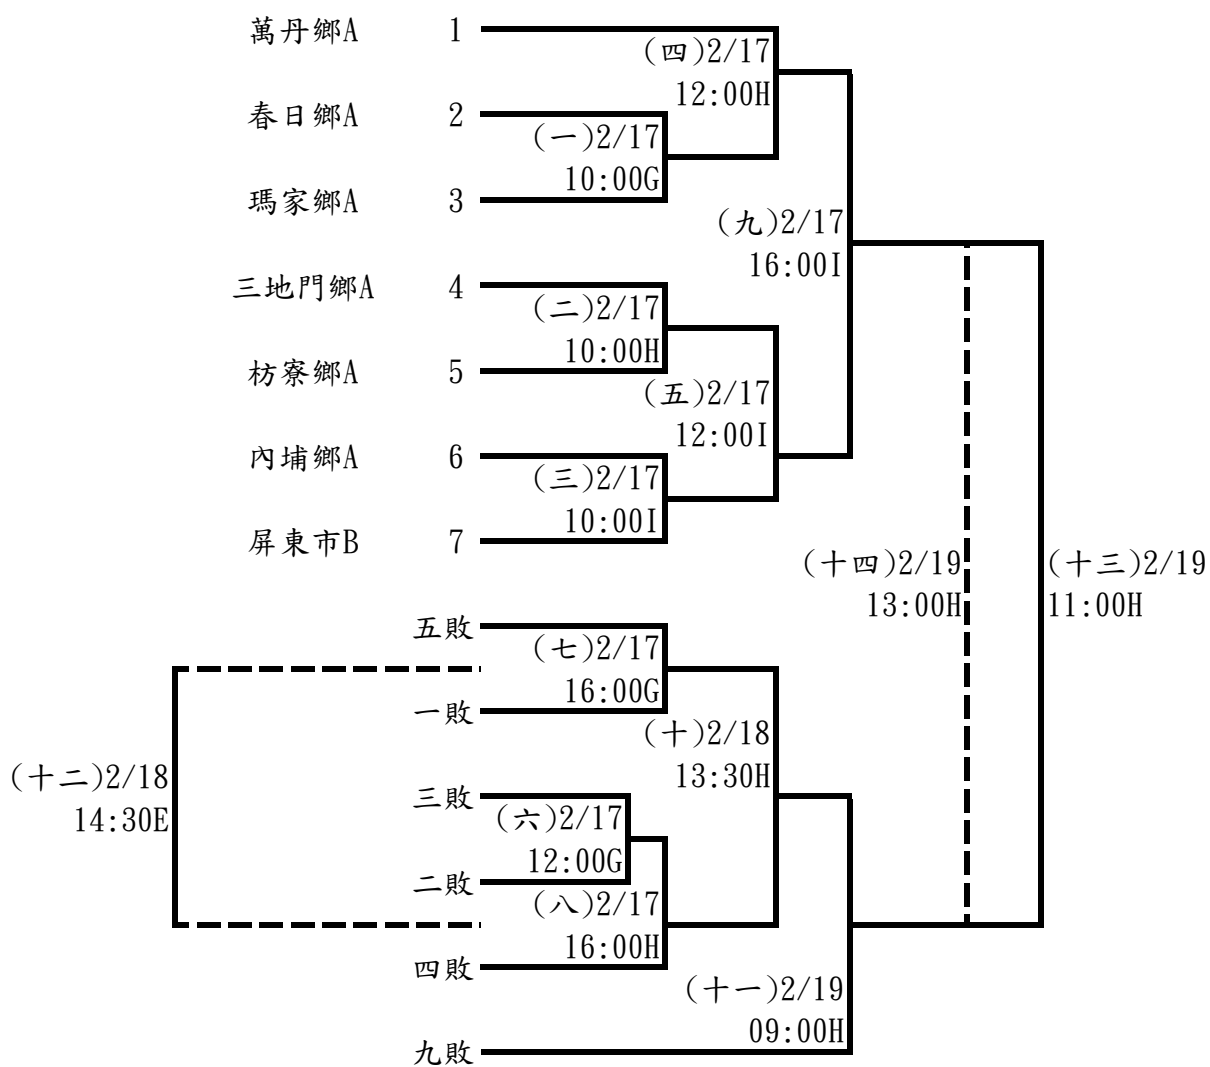 萬丹鄉A 1
(四)2/17
12:00H
春日鄉A 2
(一)2/17
10:00G
瑪家鄉A 3
(九)2/17
16:00I
三地門鄉A 4
(二)2/17
10:00H
枋寮鄉A 5
(五)2/17
12:00I
內埔鄉A 6
(三)2/17
10:00I
屏東市B 7
(十四)2/19
13:00H
(十三)2/19
11:00H
五敗
(七)2/17
16:00G
一敗
(十)2/18
13:30H
(十二)2/18
14:30E
三敗
(六)2/17
12:00G
二敗
(八)2/17
16:00H
四敗
(十一)2/19
09:00H
九敗